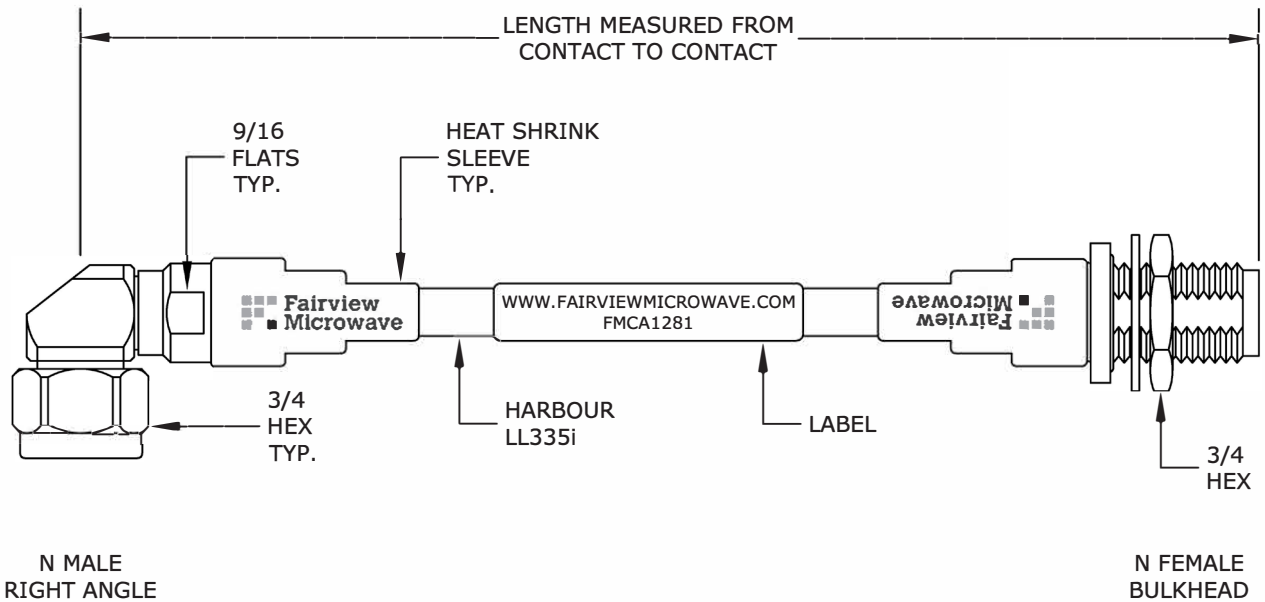 LENGTH MEASURED FROM
CONTACT TO CONTACT
9/16
FLATS
TYP.
HEAT SHRINK
SLEEVE
TYP.
Fairview
Microwave
WWW.FAIRVIEWMICROWAVE.COM
FMCA1281
Fairview
Microwave
3/4
HEX
TYP.
HARBOUR
LL335i
LABEL
3/4
HEX
N MALE
RIGHT ANGLE
N FEMALE
BULKHEAD